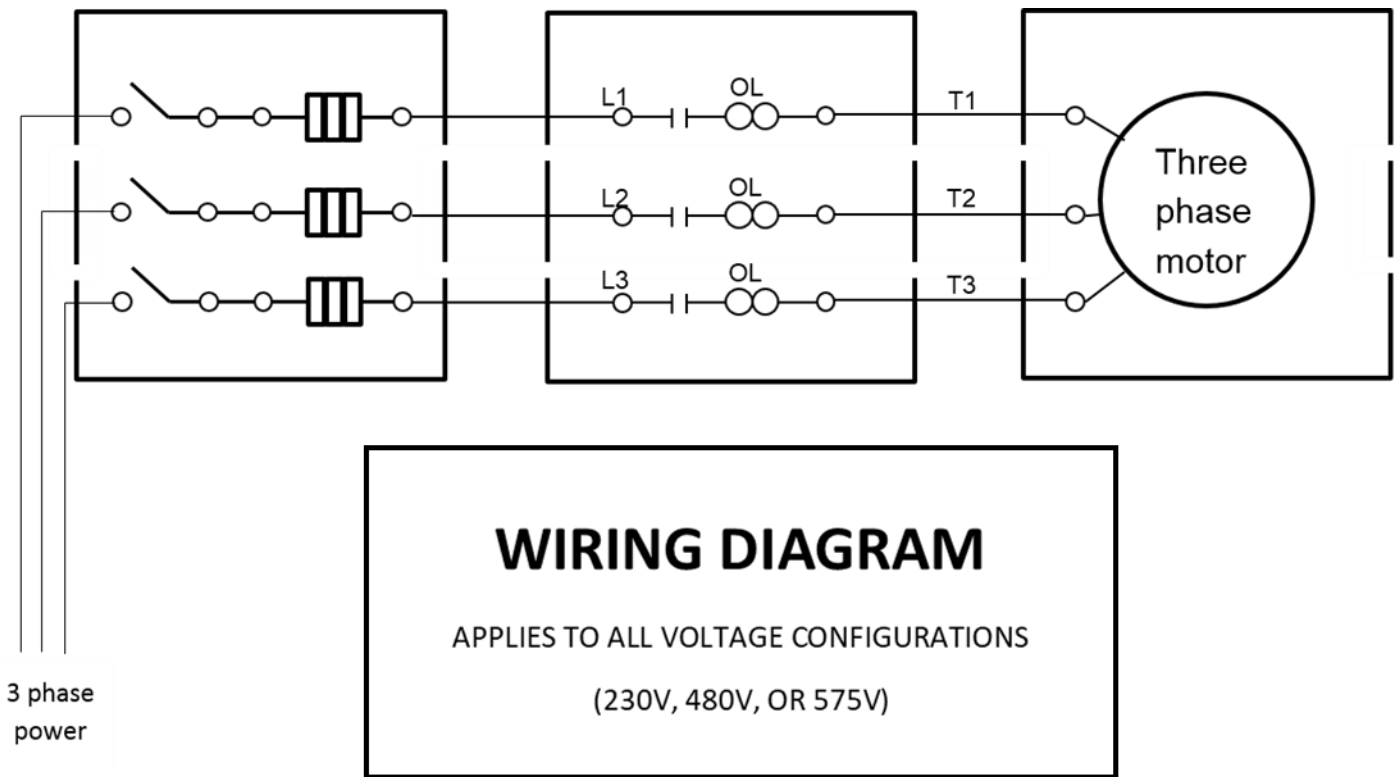 L1
OL
T1
L2
OL
T2
L3
OL
T3
Three
phase
motor
WIRING DIAGRAM
APPLIES TO ALL VOLTAGE CONFIGURATIONS
(230V, 480V, OR 575V)
3 phase
power